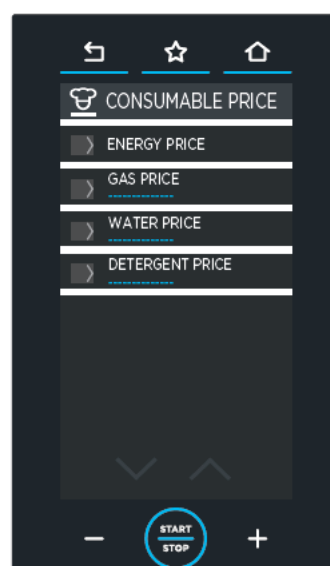 CONSUMABLE PRICE
ENERGY PRICE
GAS PRICE
WATER PRICE
DETERGENT PRICE
START
STOP